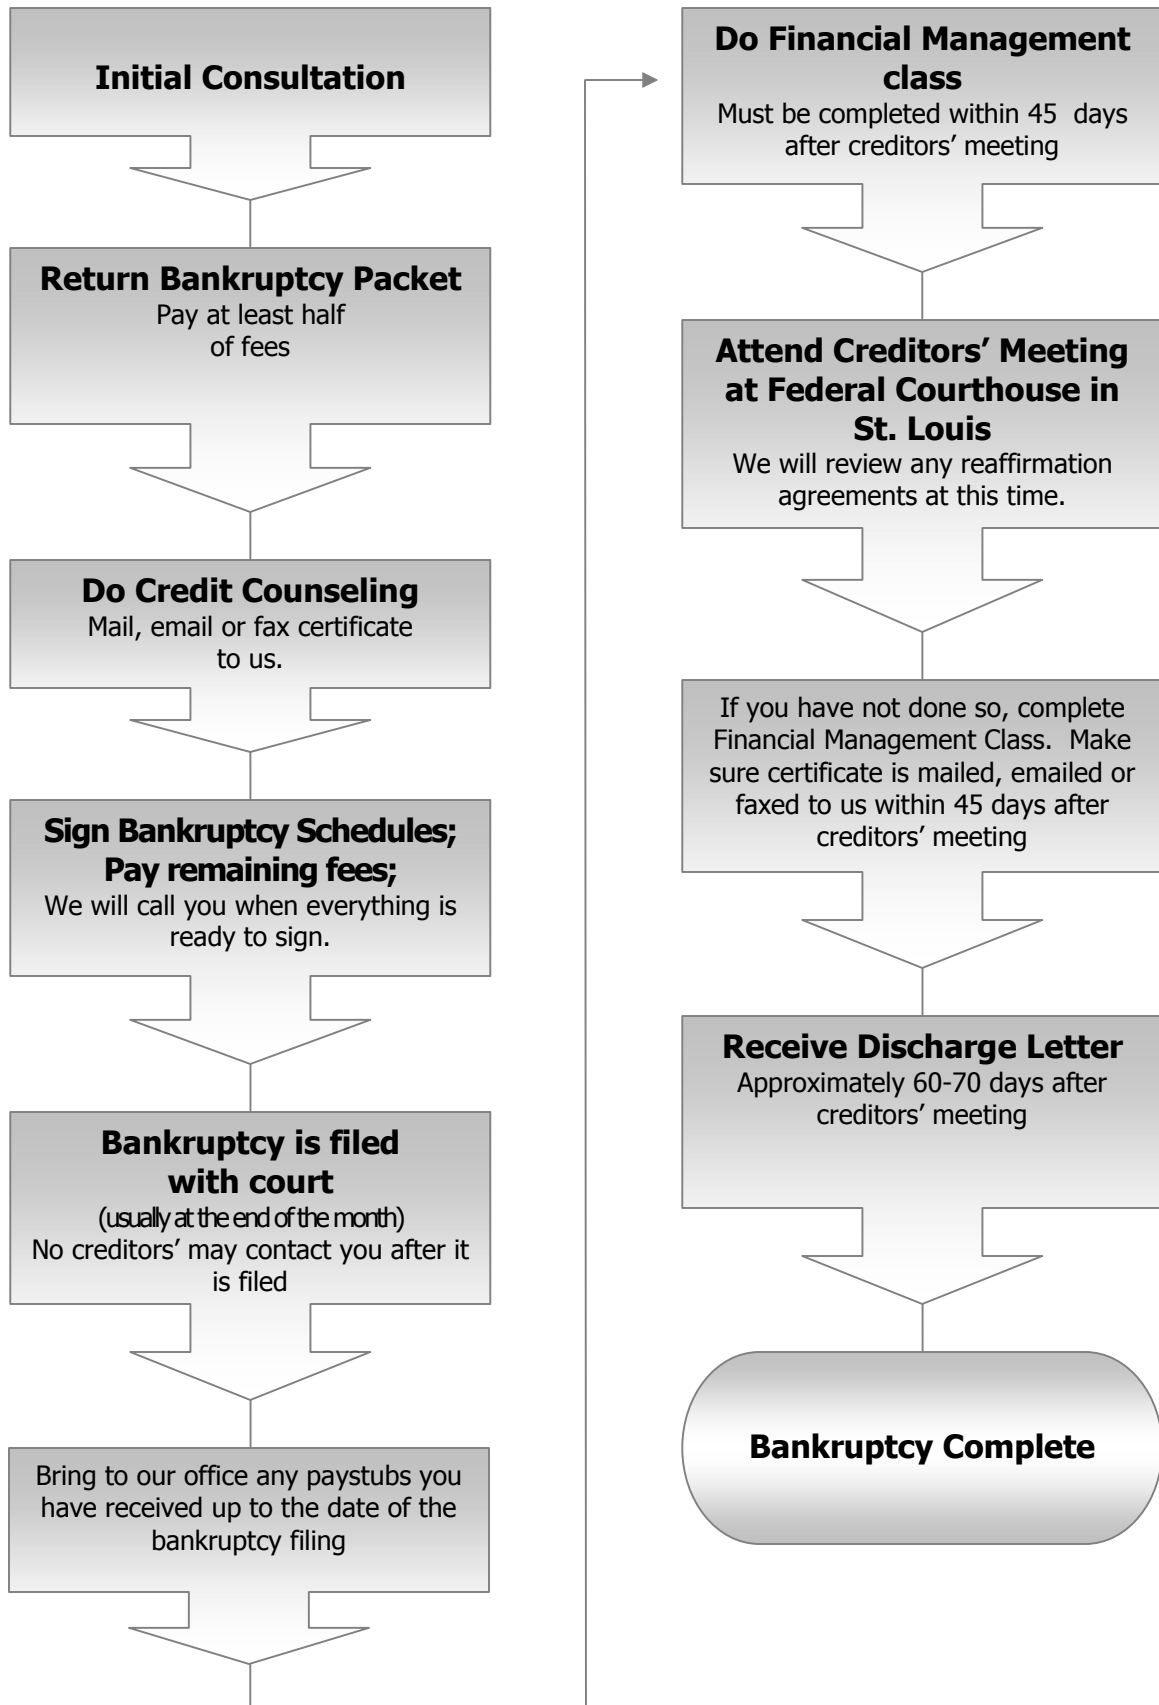 Initial Consultation
Return Bankruptcy Packet
Pay at least half
of fees
Do Credit Counseling
Mail, email or fax certificate
to us.
Sign Bankruptcy Schedules;
Pay remaining fees;
We will call you when everything is
ready to sign.
Bankruptcy is filed
with court
(usually at the end of the month)
No creditors’ may contact you after it
is filed
Bring to our office any paystubs you
have received up to the date of the
bankruptcy filing
Do Financial Management
class
Must be completed within 45  days
after creditors’ meeting
Attend Creditors’ Meeting
at Federal Courthouse in
St. Louis
We will review any reaffirmation
agreements at this time.
If you have not done so, complete
Financial Management Class.  Make
sure certificate is mailed, emailed or
faxed to us within 45 days after
creditors’ meeting
Receive Discharge Letter
Approximately 60-70 days after
creditors’ meeting
Bankruptcy Complete